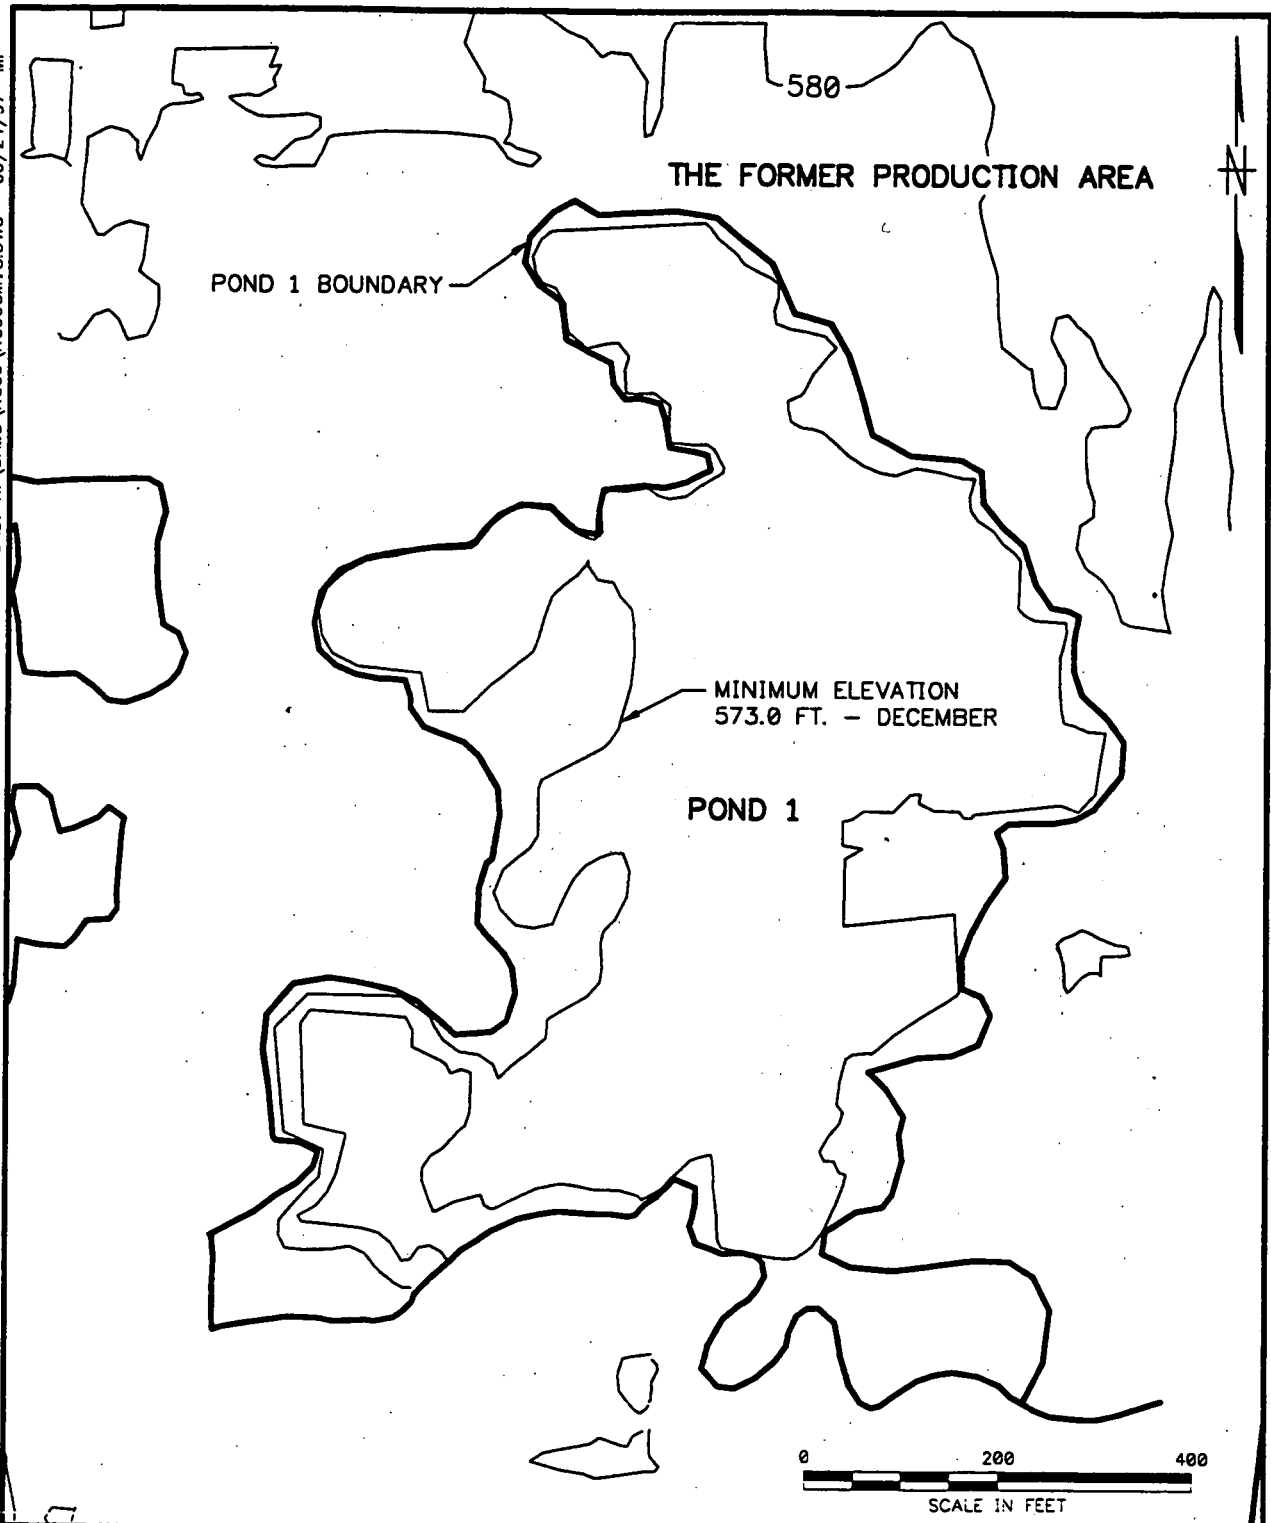 580
THE FORMER PRODUCTION AREA
N
POND 1 BOUNDARY
MINIMUM ELEVATION
573.0 FT. - DECEMBER
POND 1
0 200 400
SCALE IN FEET